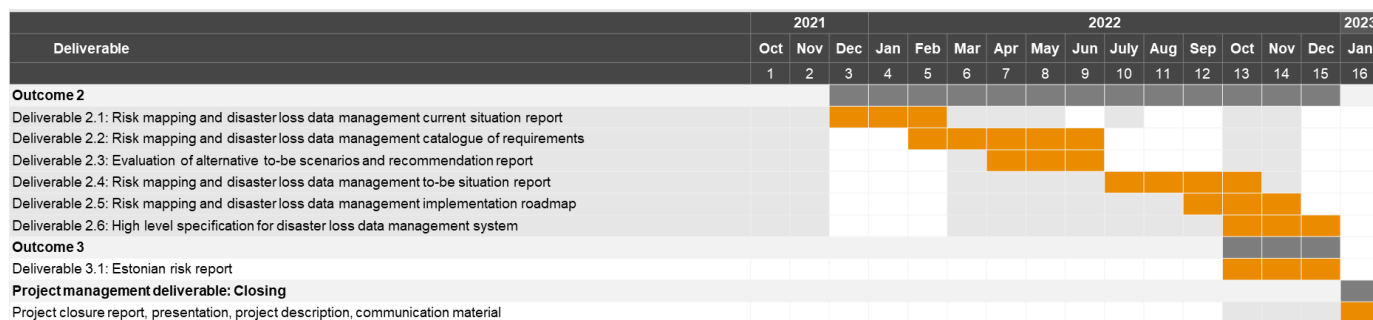 2021 2022 2023
Deliverable Oct Nov Dec Jan Feb Mar Apr May Jun July Aug Sep Oct Nov Dec Jan
1 2 3 4 5 6 7 8 9 10 11 12 13 14 15 16
Outcome 2
Deliverable 2.1: Risk mapping and disaster loss data management current situation report
Deliverable 2.2: Risk mapping and disaster loss data management catalogue of requirements
Deliverable 2.3: Evaluation of alternative to-be scenarios and recommendation report
Deliverable 2.4: Risk mapping and disaster loss data management to-be situation report
Deliverable 2.5: Risk mapping and disaster loss data management implementation roadmap
Deliverable 2.6: High level specification for disaster loss data management system
Outcome 3
Deliverable 3.1: Estonian risk report
Project management deliverable: Closing
Project closure report, presentation, project description, communication material